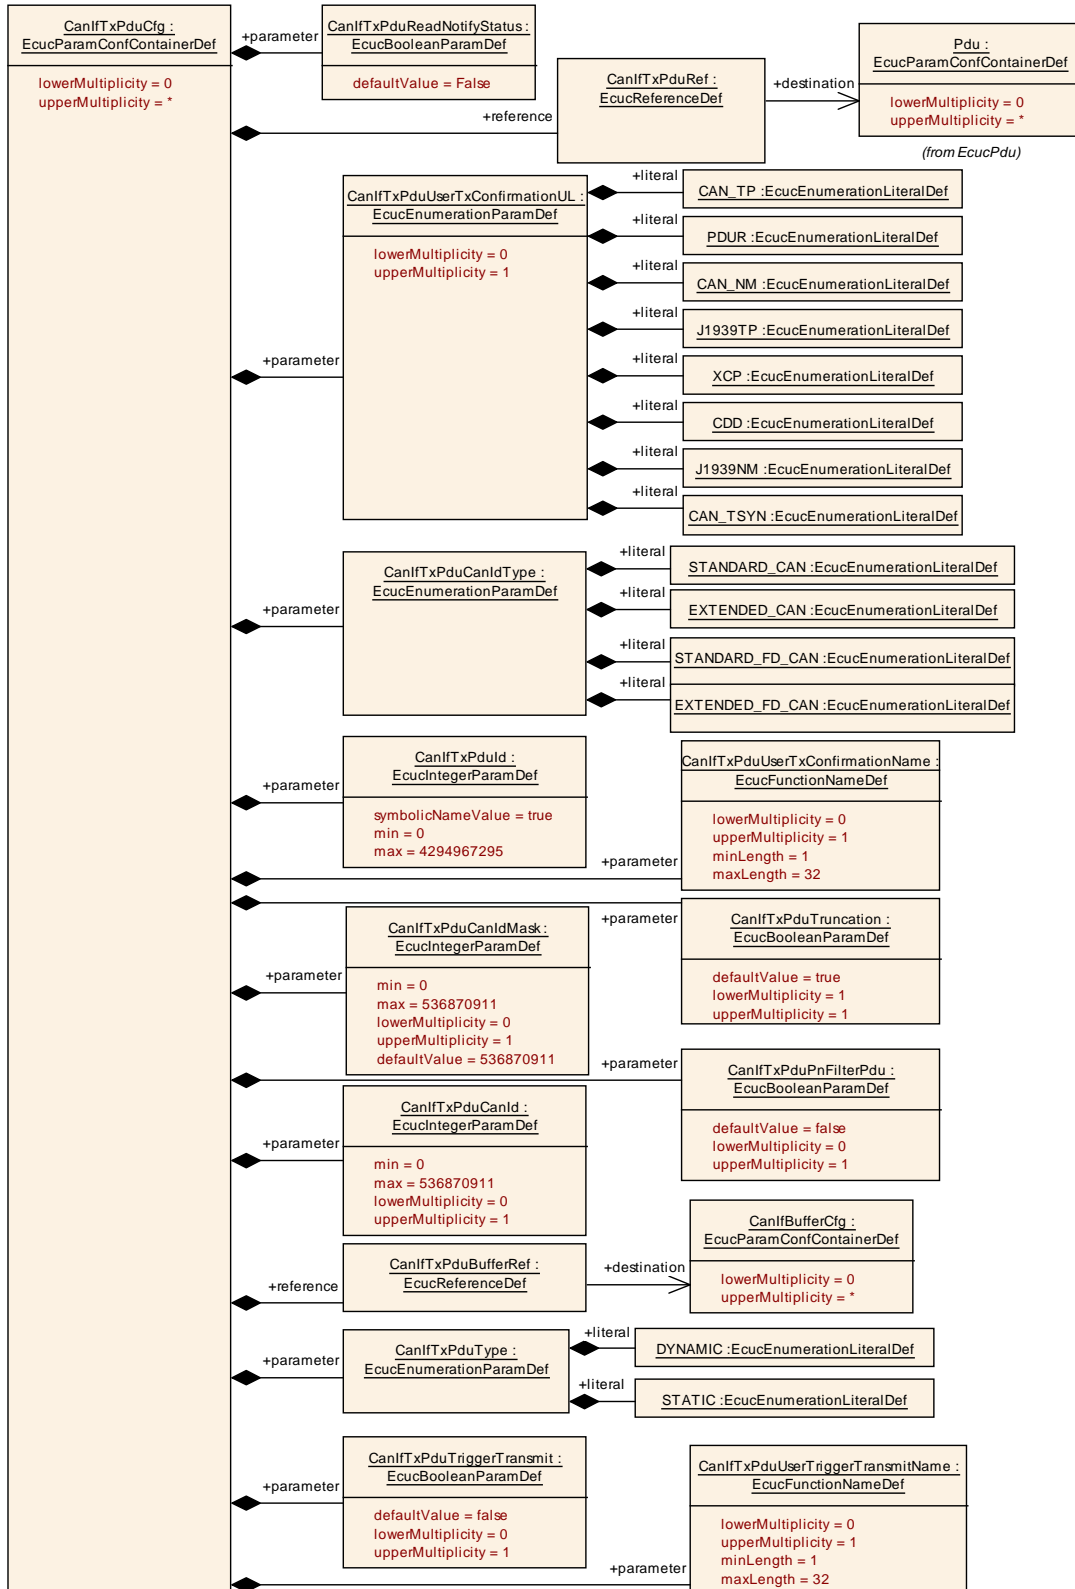 CanIfTxPduCfg :
EcucParamConfContainerDef
lowerMultiplicity = 0
upperMultiplicity = *
+parameter
CanIfTxPduReadNotifyStatus :
EcucBooleanParamDef
defaultValue = False
+reference
CanIfTxPduRef :
EcucReferenceDef
+destination
Pdu :
EcucParamConfContainerDef
lowerMultiplicity = 0
upperMultiplicity = *
(from EcucPdu)
+parameter
CanIfTxPduUserTxConfirmationUL :
EcucEnumerationParamDef
lowerMultiplicity = 0
upperMultiplicity = 1
+literal
CAN_TP :EcucEnumerationLiteralDef
+literal
PDUR :EcucEnumerationLiteralDef
+literal
CAN_NM :EcucEnumerationLiteralDef
+literal
J1939TP :EcucEnumerationLiteralDef
+literal
XCP :EcucEnumerationLiteralDef
+literal
CDD :EcucEnumerationLiteralDef
+literal
J1939NM :EcucEnumerationLiteralDef
+literal
CAN_TSYN :EcucEnumerationLiteralDef
+parameter
CanIfTxPduCanIdType :
EcucEnumerationParamDef
+literal
STANDARD_CAN :EcucEnumerationLiteralDef
+literal
EXTENDED_CAN :EcucEnumerationLiteralDef
+literal
STANDARD_FD_CAN :EcucEnumerationLiteralDef
+literal
EXTENDED_FD_CAN :EcucEnumerationLiteralDef
+parameter
CanIfTxPduId :
EcucIntegerParamDef
symbolicNameValue = true
min = 0
max = 4294967295
+parameter
CanIfTxPduUserTxConfirmationName :
EcucFunctionNameDef
lowerMultiplicity = 0
upperMultiplicity = 1
minLength = 1
maxLength = 32
+parameter
CanIfTxPduTruncation :
EcucBooleanParamDef
defaultValue = true
lowerMultiplicity = 1
upperMultiplicity = 1
+parameter
CanIfTxPduCanIdMask :
EcucIntegerParamDef
min = 0
max = 536870911
lowerMultiplicity = 0
upperMultiplicity = 1
defaultValue = 536870911
+parameter
CanIfTxPduPnFilterPdu :
EcucBooleanParamDef
defaultValue = false
lowerMultiplicity = 0
upperMultiplicity = 1
+parameter
CanIfTxPduCanId :
EcucIntegerParamDef
min = 0
max = 536870911
lowerMultiplicity = 0
upperMultiplicity = 1
+reference
CanIfTxPduBufferRef :
EcucReferenceDef
+destination
CanIfBufferCfg :
EcucParamConfContainerDef
lowerMultiplicity = 0
upperMultiplicity = *
+parameter
CanIfTxPduType :
EcucEnumerationParamDef
+literal
DYNAMIC :EcucEnumerationLiteralDef
+literal
STATIC :EcucEnumerationLiteralDef
+parameter
CanIfTxPduTriggerTransmit :
EcucBooleanParamDef
defaultValue = false
lowerMultiplicity = 0
upperMultiplicity = 1
+parameter
CanIfTxPduUserTriggerTransmitName :
EcucFunctionNameDef
lowerMultiplicity = 0
upperMultiplicity = 1
minLength = 1
maxLength = 32